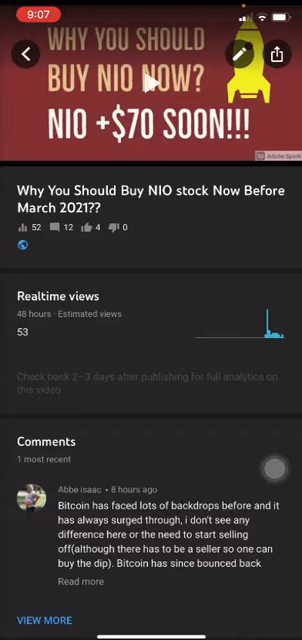 9:07
WHY YOU SHOULD
BUY NIO NOW?
NIO +$70 SOON!!!
Adobe Spark
Why You Should Buy NIO stock Now Before
March 2021??
52 12 4 0
Realtime views
48 hours · Estimated views
53
Check back 2–3 days after publishing for full analytics on
this video
Comments
1 most recent
Abbe isaac • 8 hours ago
Bitcoin has faced lots of backdrops before and it
has always surged through, i don't see any
difference here or the need to start selling
off(although there has to be a seller so one can
buy the dip). Bitcoin has since bounced back
Read more
VIEW MORE